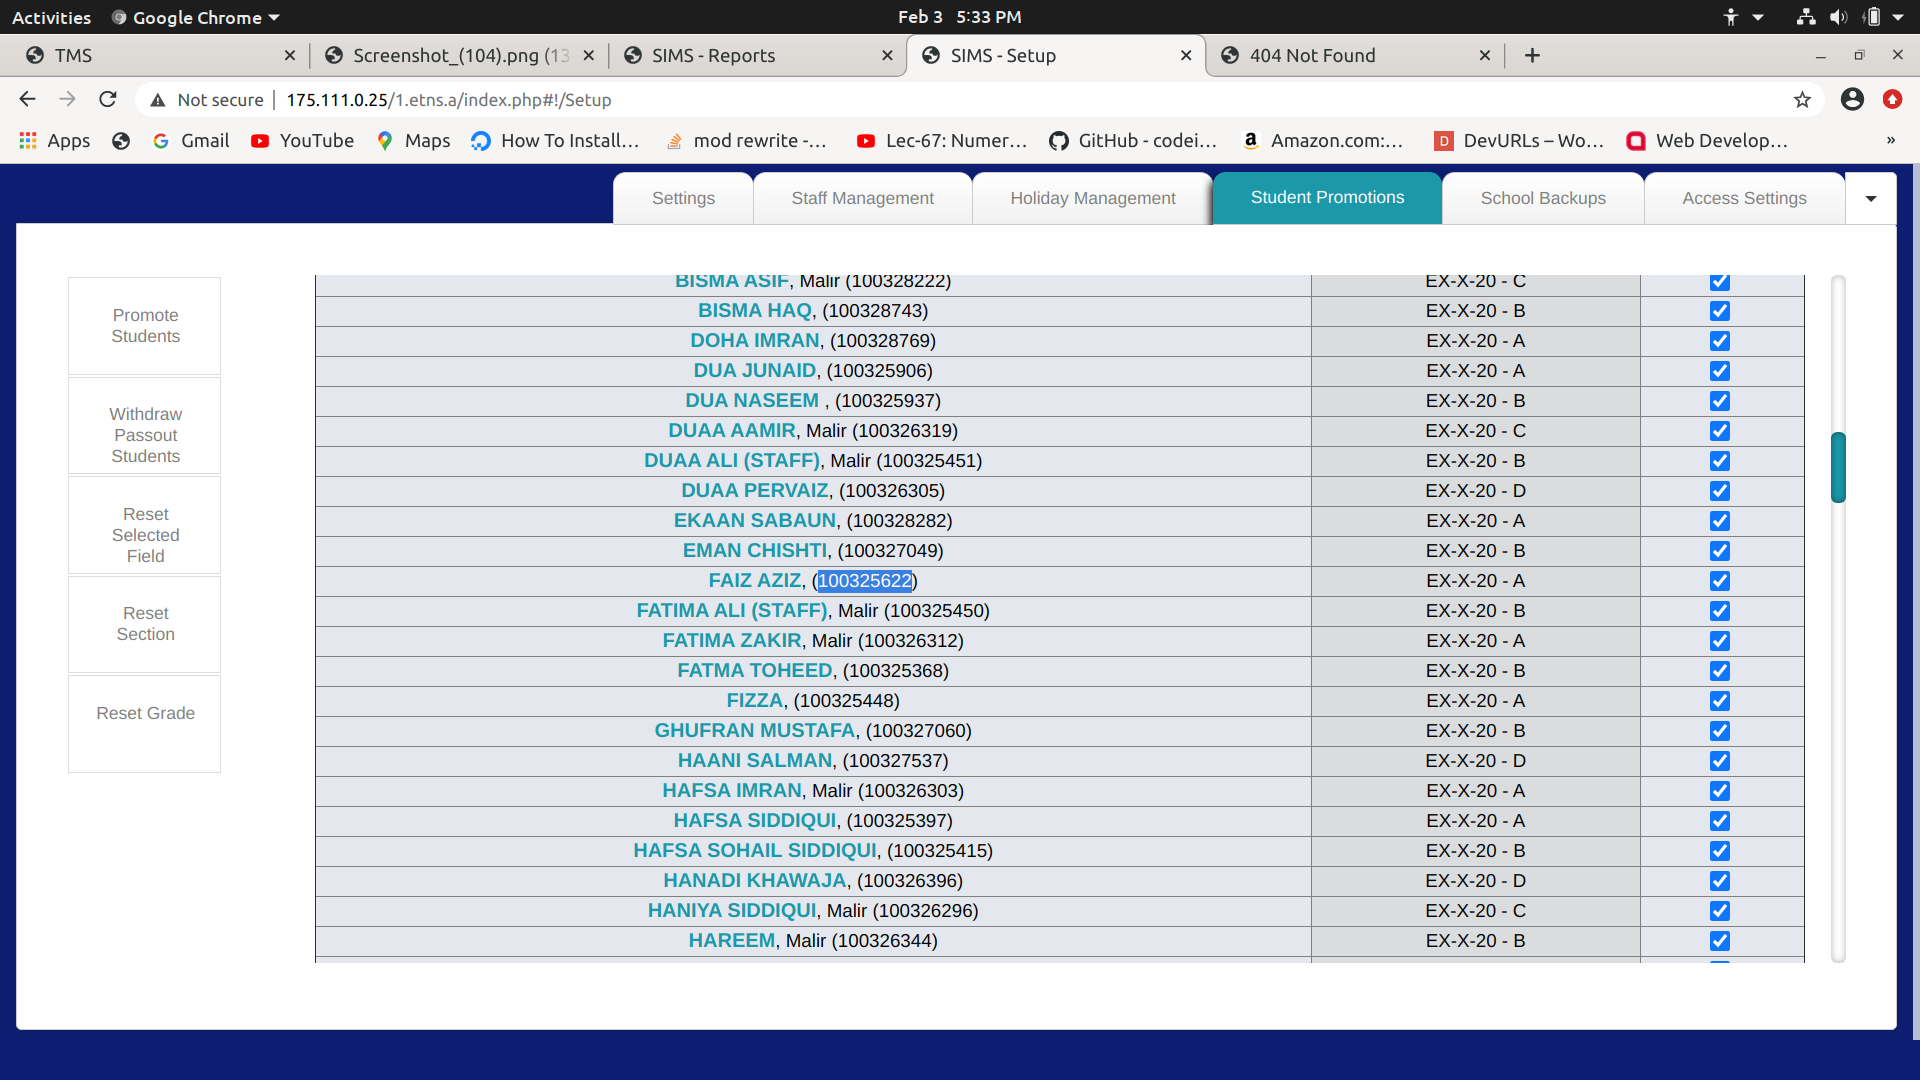 Activities Google Chrome Feb 3 5:33 PM
TMS Screenshot_(104).png (13 SIMS - Reports SIMS - Setup 404 Not Found
Not secure 175.111.0.25/1.etns.a/index.php#!/Setup
Apps Gmail YouTube Maps How To Install... mod rewrite -... Lec-67: Numer... GitHub - codei... Amazon.com:... DevURLs – Wo... Web Develop... »
Settings Staff Management Holiday Management Student Promotions School Backups Access Settings
Promote
Students
Withdraw
Passout
Students
Reset
Selected
Field
Reset
Section
Reset Grade
BISMA ASIF, Malir (100328222) EX-X-20 - C
BISMA HAQ, (100328743) EX-X-20 - B
DOHA IMRAN, (100328769) EX-X-20 - A
DUA JUNAID, (100325906) EX-X-20 - A
DUA NASEEM , (100325937) EX-X-20 - B
DUAA AAMIR, Malir (100326319) EX-X-20 - C
DUAA ALI (STAFF), Malir (100325451) EX-X-20 - B
DUAA PERVAIZ, (100326305) EX-X-20 - D
EKAAN SABAUN, (100328282) EX-X-20 - A
EMAN CHISHTI, (100327049) EX-X-20 - B
FAIZ AZIZ, (100325622) EX-X-20 - A
FATIMA ALI (STAFF), Malir (100325450) EX-X-20 - B
FATIMA ZAKIR, Malir (100326312) EX-X-20 - A
FATMA TOHEED, (100325368) EX-X-20 - B
FIZZA, (100325448) EX-X-20 - A
GHUFRAN MUSTAFA, (100327060) EX-X-20 - B
HAANI SALMAN, (100327537) EX-X-20 - D
HAFSA IMRAN, Malir (100326303) EX-X-20 - A
HAFSA SIDDIQUI, (100325397) EX-X-20 - A
HAFSA SOHAIL SIDDIQUI, (100325415) EX-X-20 - B
HANADI KHAWAJA, (100326396) EX-X-20 - D
HANIYA SIDDIQUI, Malir (100326296) EX-X-20 - C
HAREEM, Malir (100326344) EX-X-20 - B